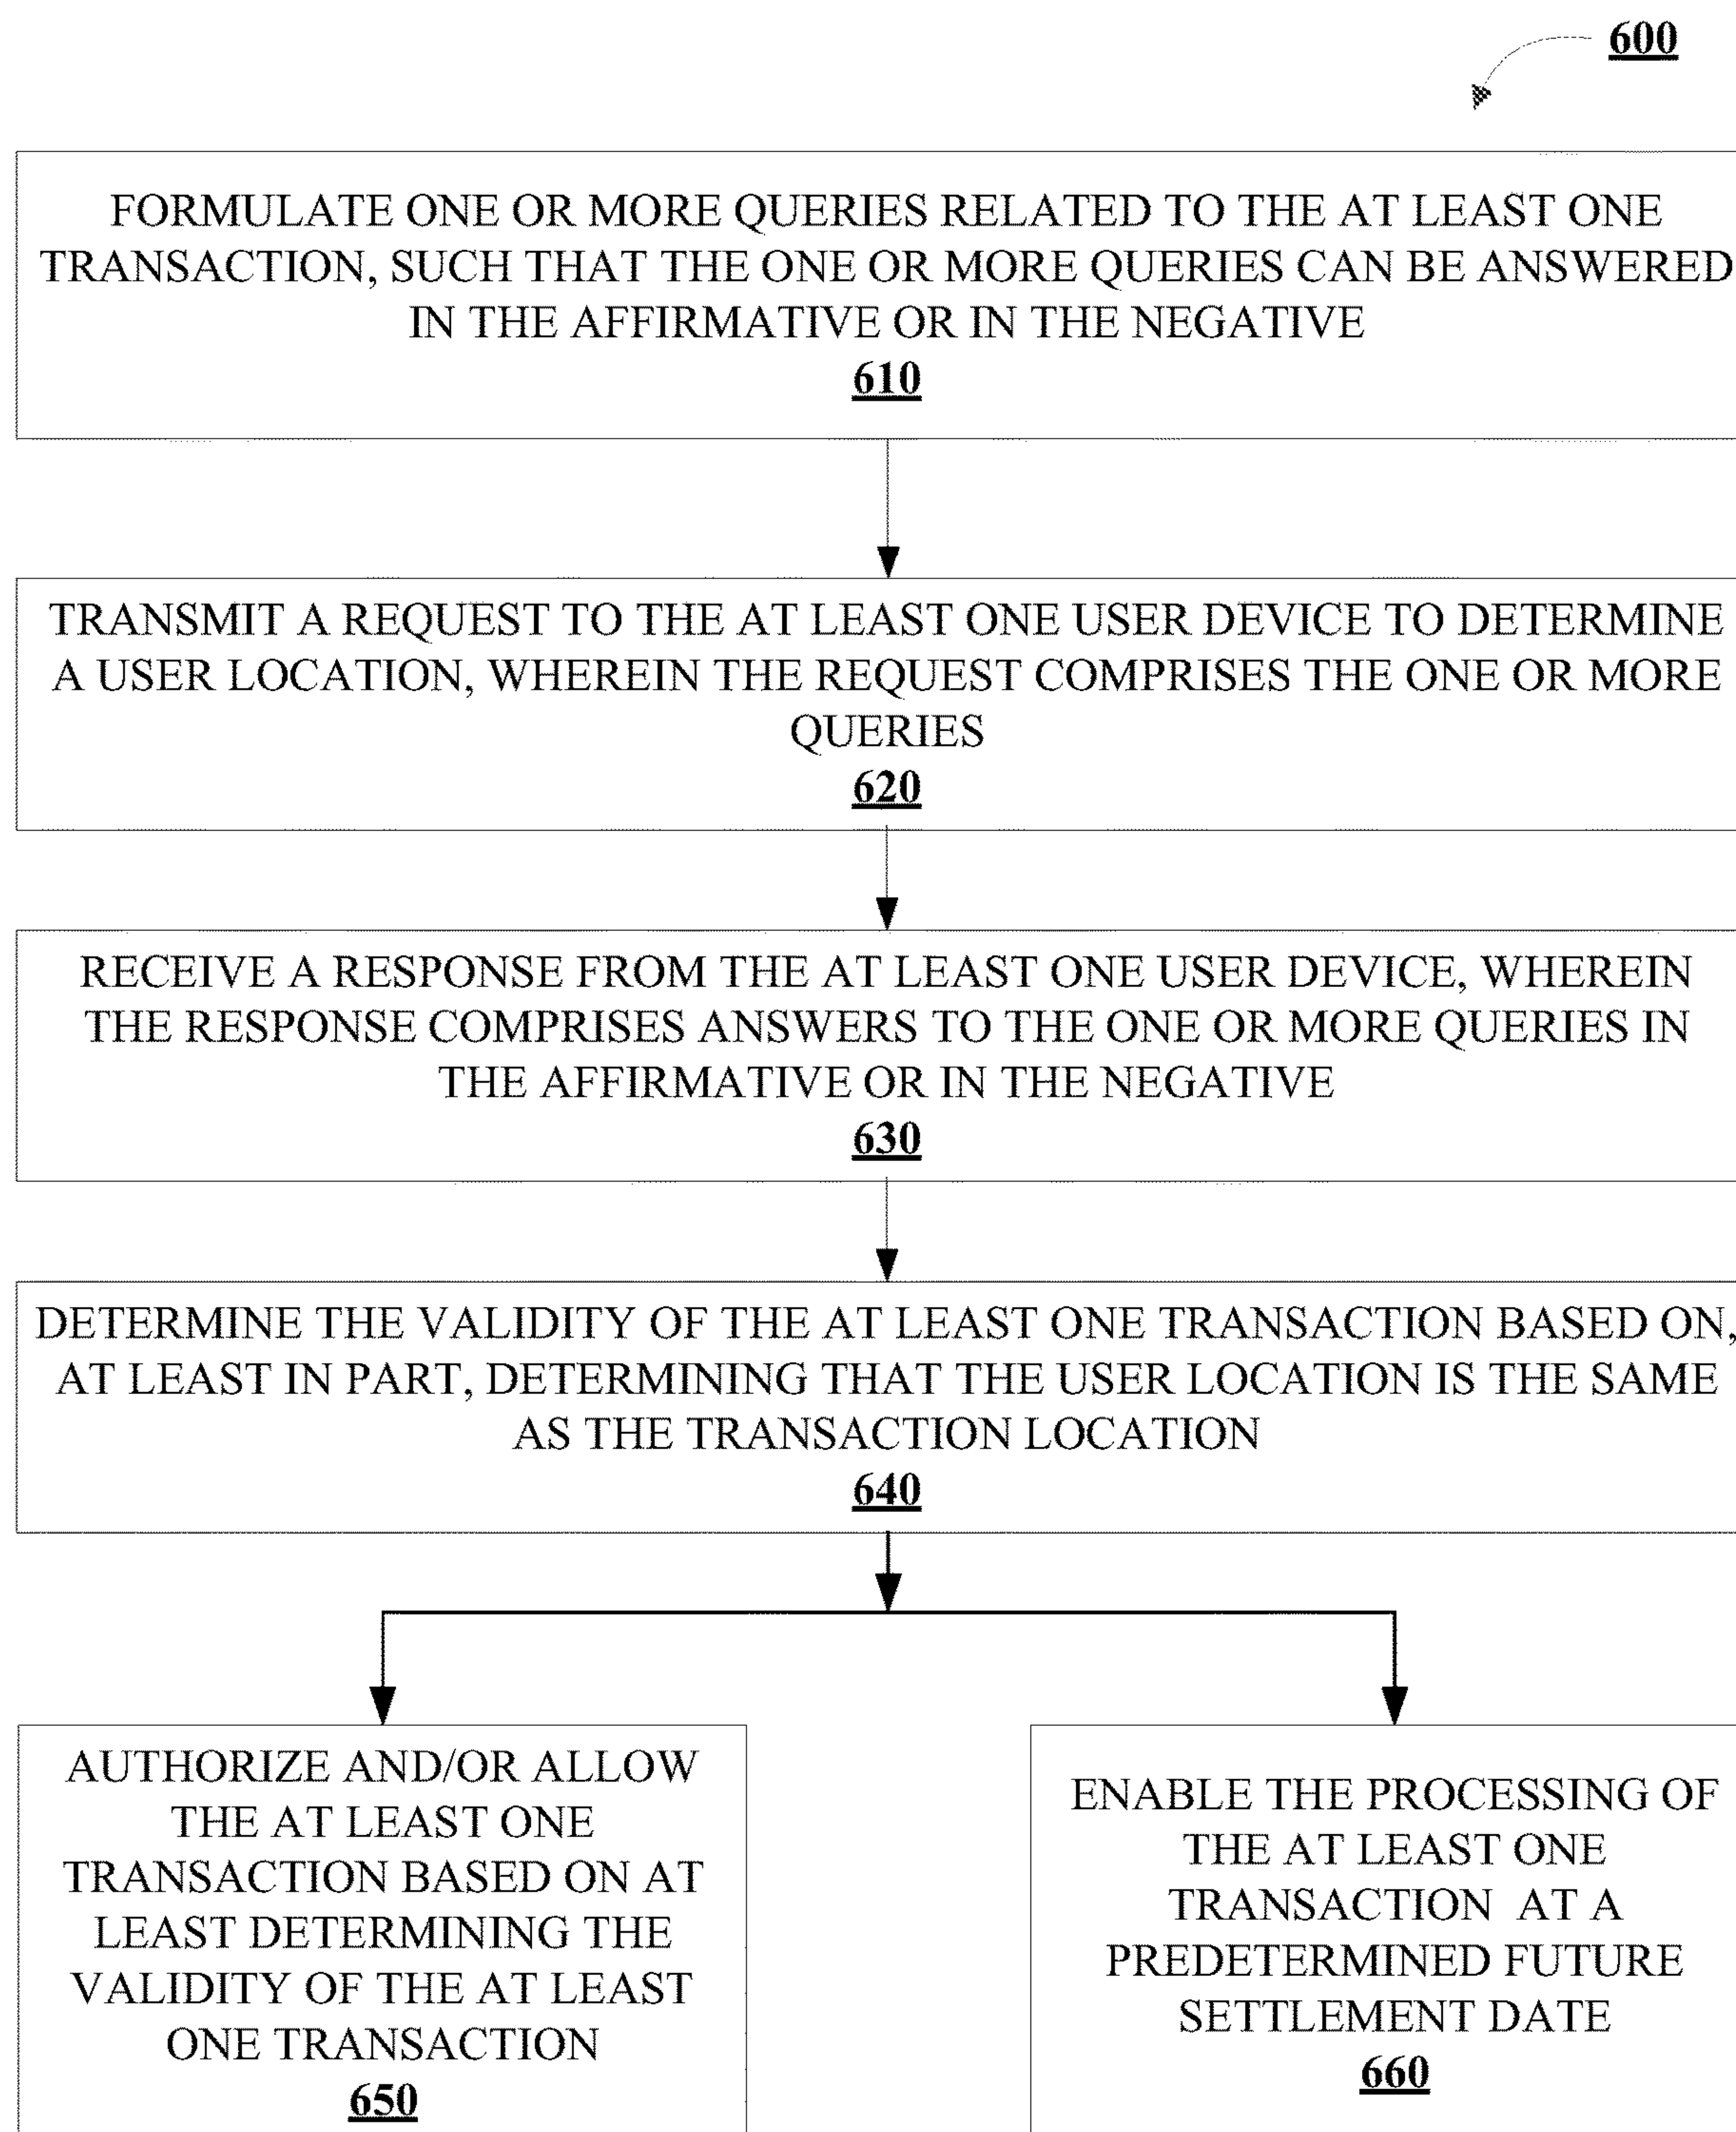 600
FORMULATE ONE OR MORE QUERIES RELATED TO THE AT LEAST ONE
TRANSACTION, SUCH THAT THE ONE OR MORE QUERIES CAN BE ANSWERED
IN THE AFFIRMATIVE OR IN THE NEGATIVE
610
TRANSMIT A REQUEST TO THE AT LEAST ONE USER DEVICE TO DETERMINE
A USER LOCATION, WHEREIN THE REQUEST COMPRISES THE ONE OR MORE
QUERIES
620
RECEIVE A RESPONSE FROM THE AT LEAST ONE USER DEVICE, WHEREIN
THE RESPONSE COMPRISES ANSWERS TO THE ONE OR MORE QUERIES IN
THE AFFIRMATIVE OR IN THE NEGATIVE
630
DETERMINE THE VALIDITY OF THE AT LEAST ONE TRANSACTION BASED ON,
AT LEAST IN PART, DETERMINING THAT THE USER LOCATION IS THE SAME
AS THE TRANSACTION LOCATION
640
AUTHORIZE AND/OR ALLOW
THE AT LEAST ONE
TRANSACTION BASED ON AT
LEAST DETERMINING THE
VALIDITY OF THE AT LEAST
ONE TRANSACTION
650
ENABLE THE PROCESSING OF
THE AT LEAST ONE
TRANSACTION AT A
PREDETERMINED FUTURE
SETTLEMENT DATE
660